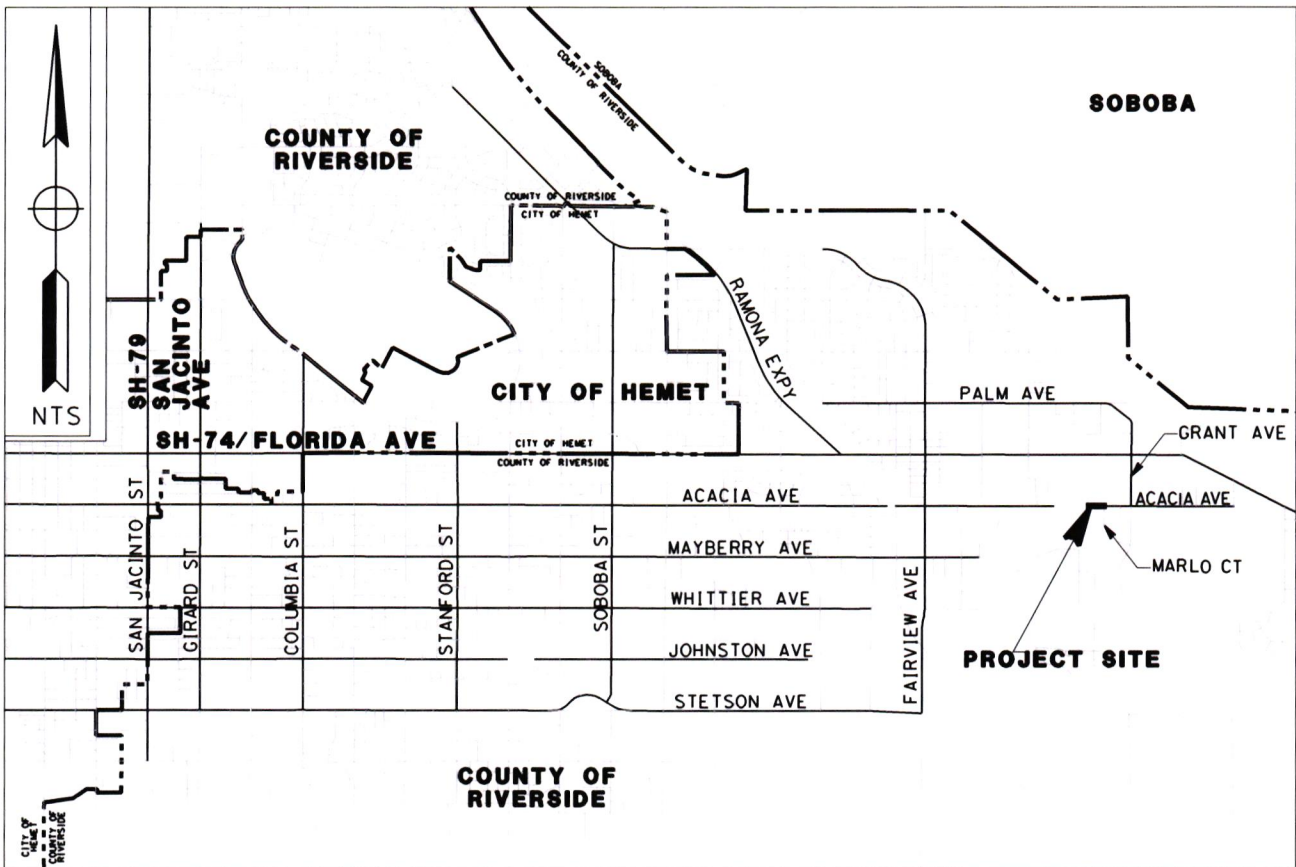 SOBOBA
COUNTY OF RIVERSIDE
SOBOBA
COUNTY OF
RIVERSIDE
COUNTY OF RIVERSIDE
CITY OF HEMET
NTS
SH-79
SAN
JACINTO
AVE
RAMONA EXPY
CITY OF HEMET
PALM AVE
GRANT AVE
SH-74/FLORIDA AVE
CITY OF HEMET
COUNTY OF RIVERSIDE
ACACIA AVE
ACACIA AVE
SAN JACINTO ST
GIRARD ST
COLUMBIA ST
STANFORD ST
SOBOBA ST
MAYBERRY AVE
MARLO CT
WHITTIER AVE
FAIRVIEW AVE
JOHNSTON AVE
PROJECT SITE
STETSON AVE
COUNTY OF
RIVERSIDE
CITY OF
HEMET
COUNTY OF
RIVERSIDE